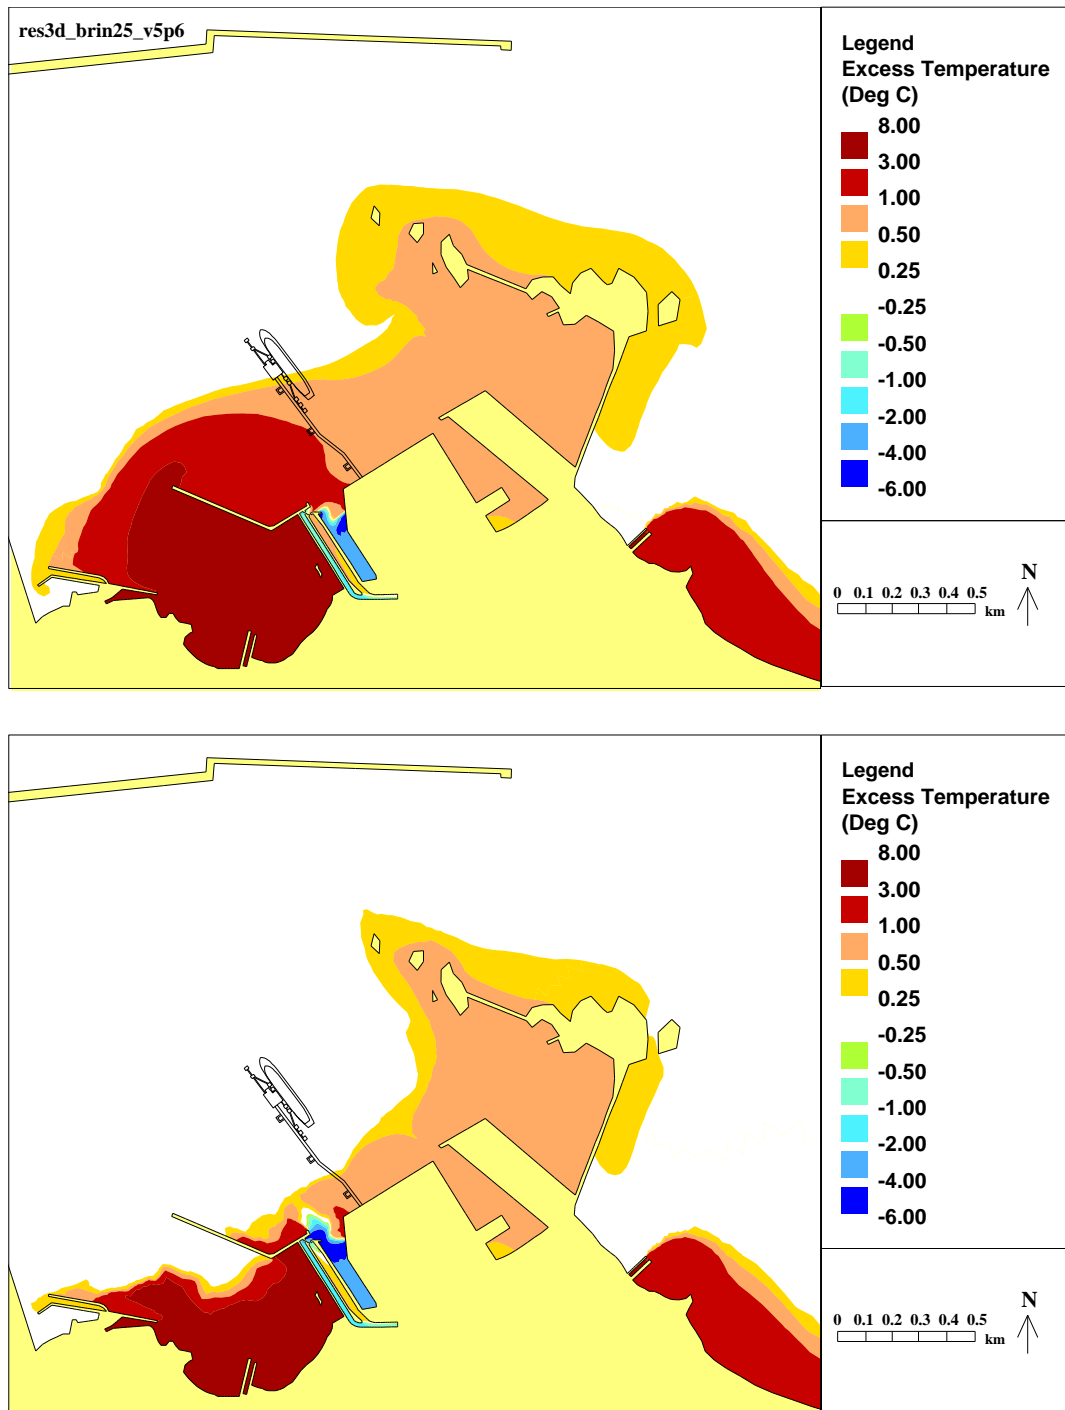 res3d_brin25_v5p6
Legend
Excess Temperature
(Deg C)
8.00
3.00
1.00
0.50
0.25
-0.25
-0.50
-1.00
-2.00
-4.00
-6.00
0 0.1 0.2 0.3 0.4 0.5
km
N
Legend
Excess Temperature
(Deg C)
8.00
3.00
1.00
0.50
0.25
-0.25
-0.50
-1.00
-2.00
-4.00
-6.00
0 0.1 0.2 0.3 0.4 0.5
km
N